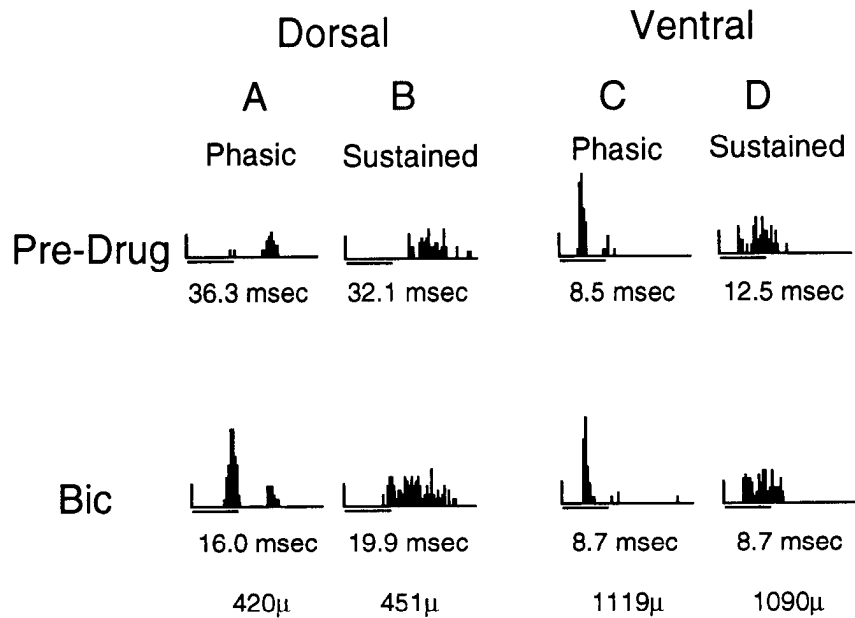 Dorsal Ventral
A B C D
Phasic Sustained Phasic Sustained
Pre-Drug
36.3 msec 32.1 msec 8.5 msec 12.5 msec
Bic
16.0 msec 19.9 msec 8.7 msec 8.7 msec
420µ 451µ 1119µ 1090µ